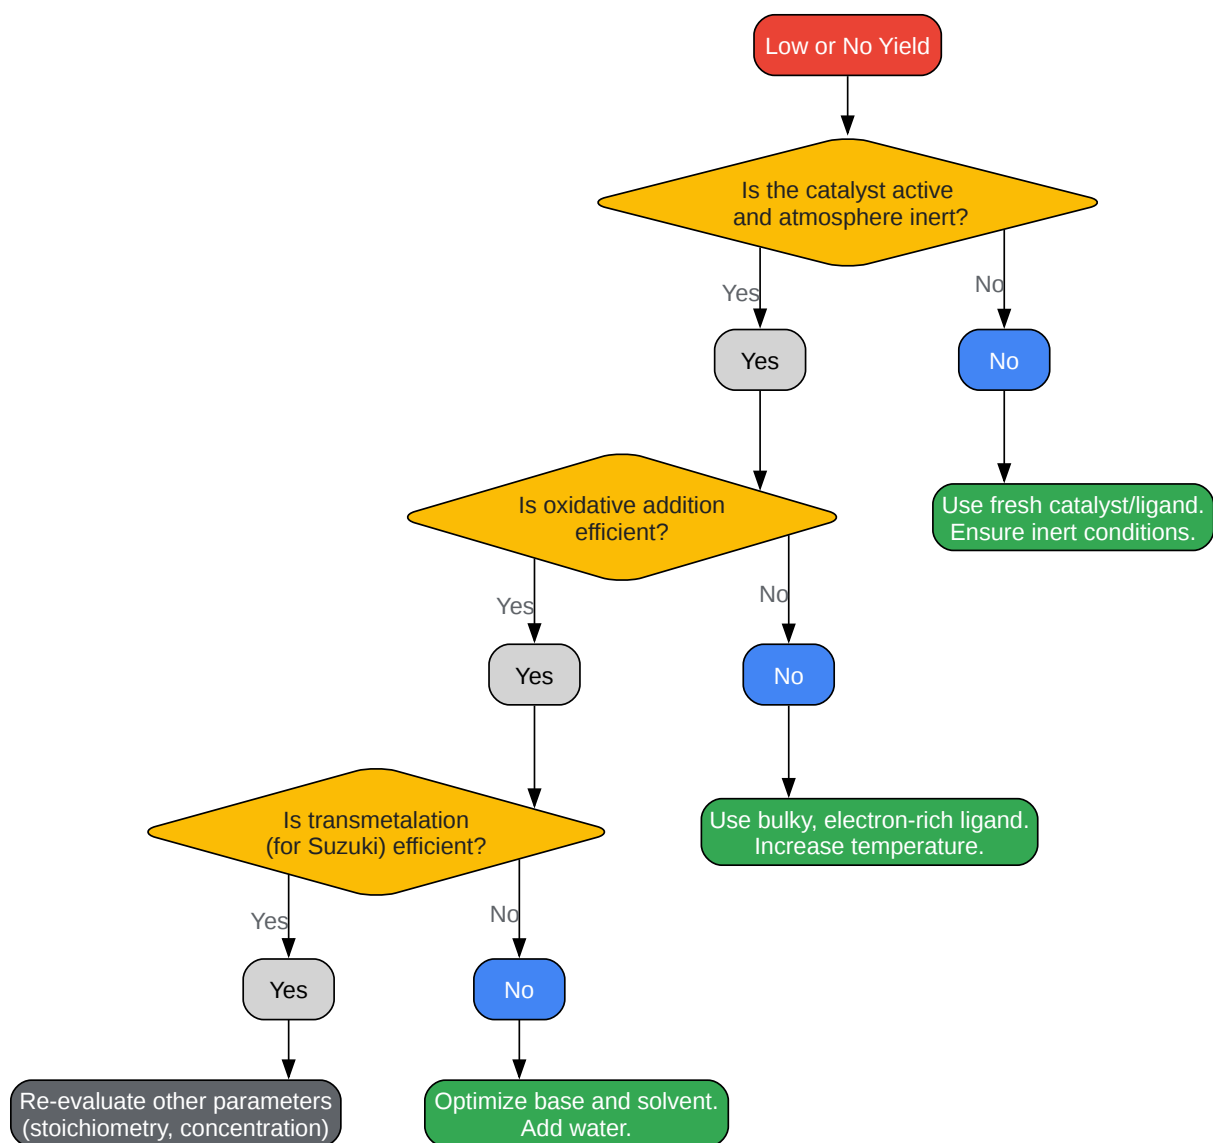 Low or No Yield
Is the catalyst active
and atmosphere inert?
Yes
No
Yes
No
Is oxidative addition
efficient?
Use fresh catalyst/ligand.
Ensure inert conditions.
Yes
No
Yes
No
Is transmetalation
(for Suzuki) efficient?
Use bulky, electron-rich ligand.
Increase temperature.
Yes
No
Yes
No
Re-evaluate other parameters
(stoichiometry, concentration)
Optimize base and solvent.
Add water.